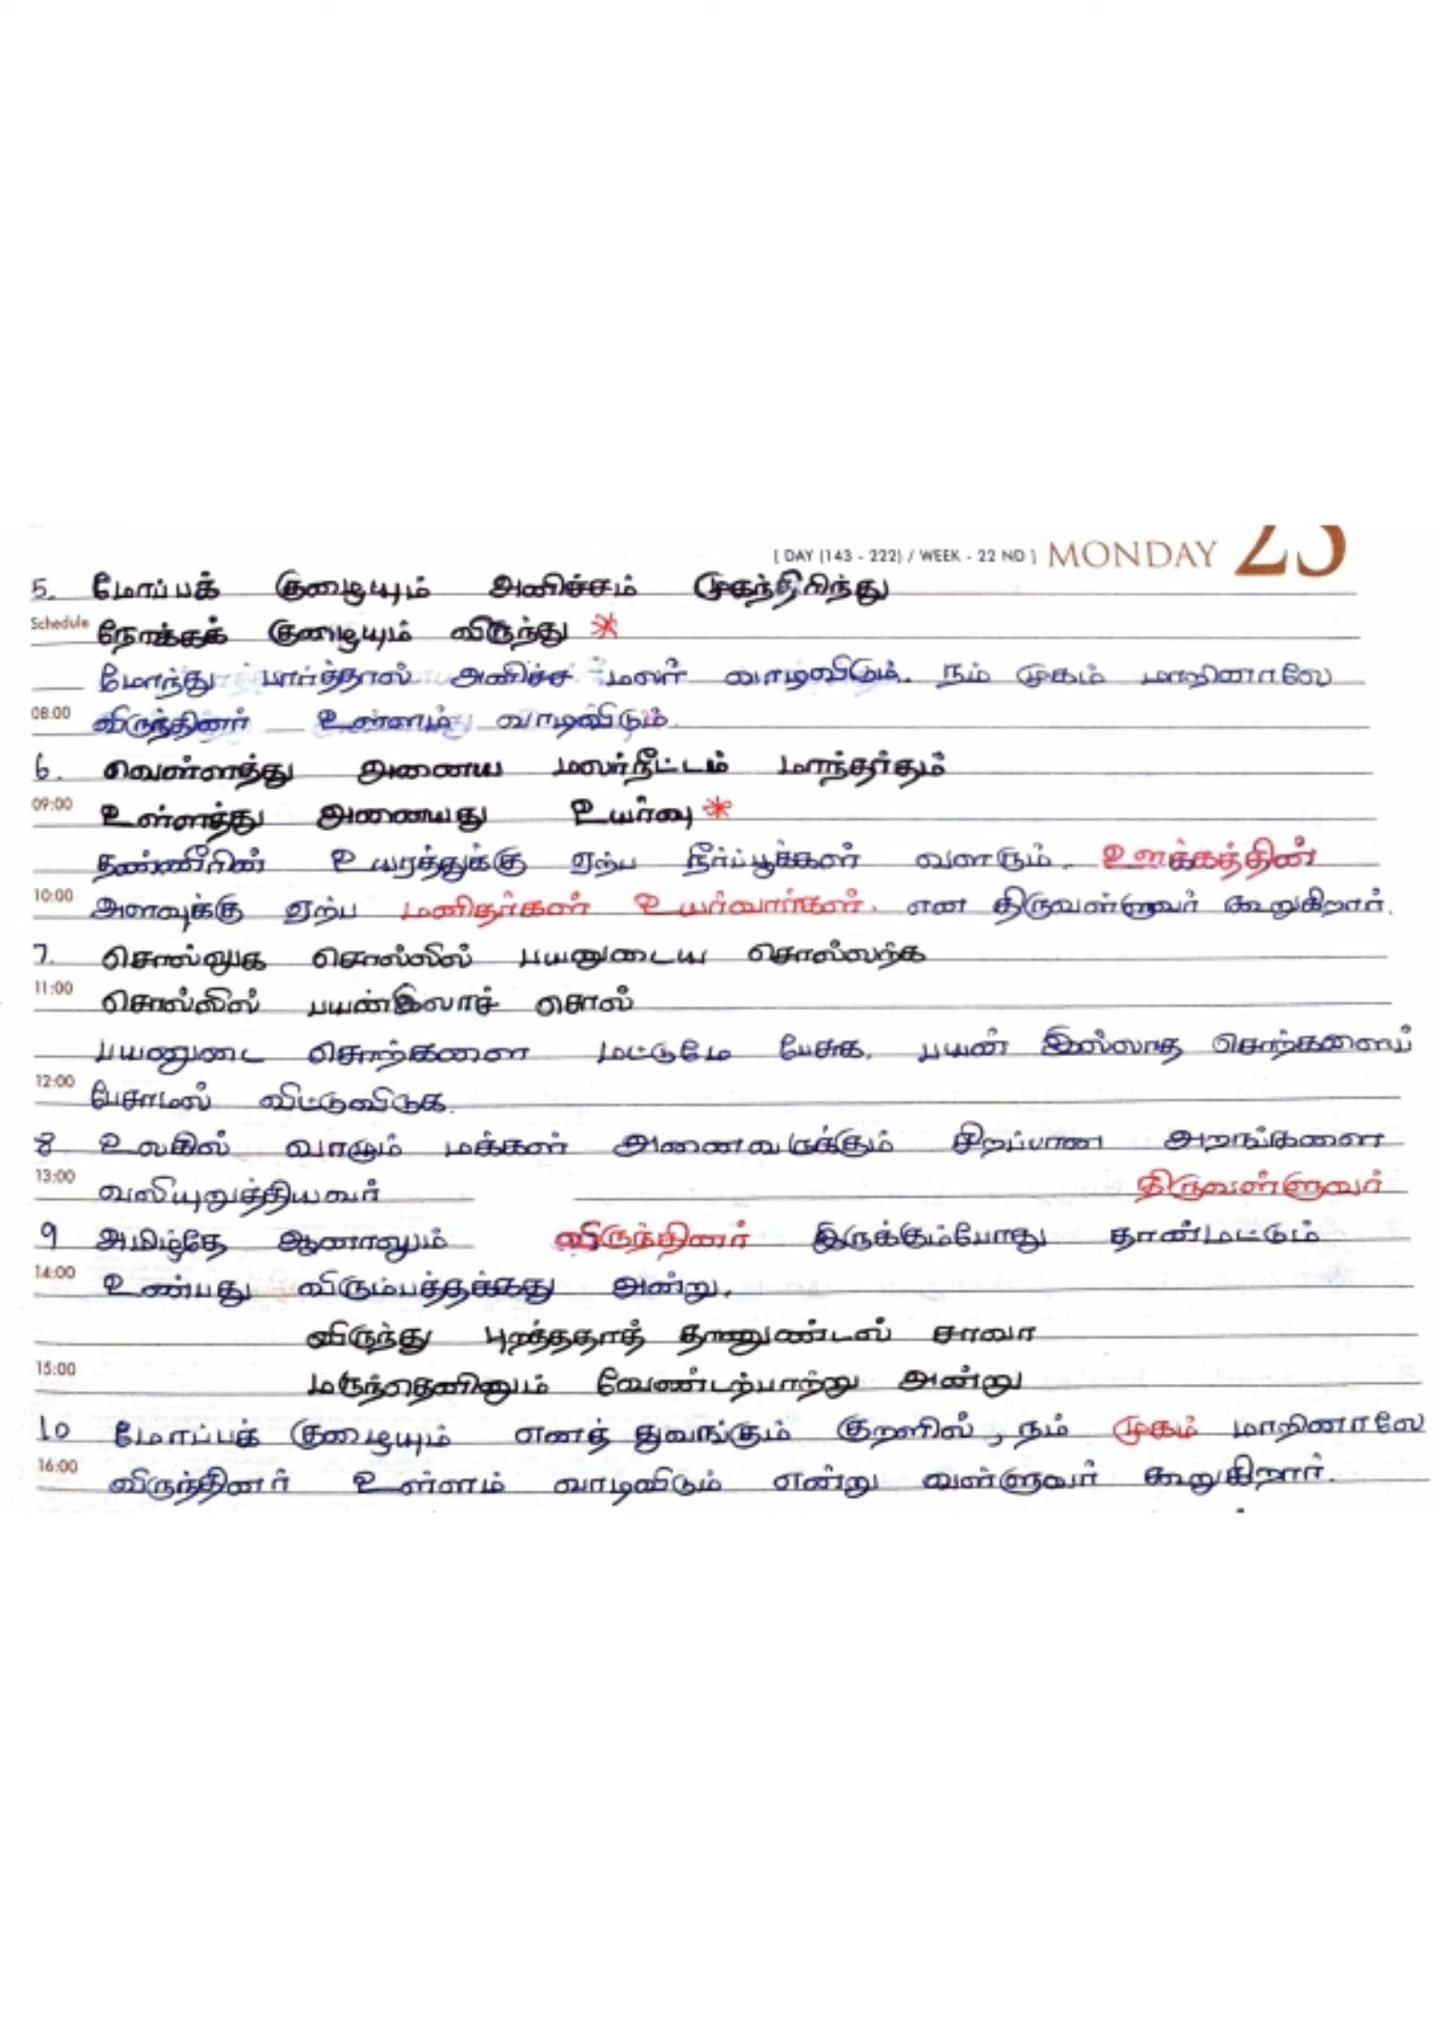 [ DAY (143 - 222) / WEEK - 22 ND ] MONDAY 23
5. மோப்பக் குழையும் அனிச்சம் முகந்திரிந்து
Schedule நோக்கக் குழையும் விருந்து *
மோந்து பார்த்தால் அனிச்ச மலர் வாடிவிடும். நம் முகம் மாறினாலே
08:00 விருந்தினர் உள்ளம் வாடிவிடும்.
6. வெள்ளத்து அனைய மலர்நீட்டம் மாந்தர்தம்
09:00 உள்ளத்து அனையது உயர்வு *
தண்ணீரின் உயரத்துக்கு ஏற்ப நீர்ப்பூக்கள் வளரும். ஊக்கத்தின்
10:00 அளவுக்கு ஏற்ப மனிதர்கள் உயர்வார்கள். என திருவள்ளுவர் கூறுகிறார்.
7. சொல்லுக சொல்லில் பயனுடைய சொல்லற்க
11:00 சொல்லில் பயன்இலாச் சொல்
பயனுடை சொற்களை மட்டுமே பேசுக. பயன் இல்லாத சொற்களைப்
12:00 பேசாமல் விட்டுவிடுக.
8 உலகில் வாழும் மக்கள் அனைவருக்கும் சிறப்பான அறங்களை
13:00 வலியுறுத்தியவர் திருவள்ளுவர்
9 அமிழ்தே ஆனாலும் விருந்தினர் இருக்கும்போது தான்மட்டும்
14:00 உண்பது விரும்பத்தக்கது அன்று.
விருந்து புறத்ததாத் தானுண்டல் சாவா
15:00 மருந்தெனினும் வேண்டற்பாற்று அன்று
10 மோப்பக் குழையும் எனத் துவங்கும் குறளில், நம் முகம் மாறினாலே
16:00 விருந்தினர் உள்ளம் வாடிவிடும் என்று வள்ளுவர் கூறுகிறார்.